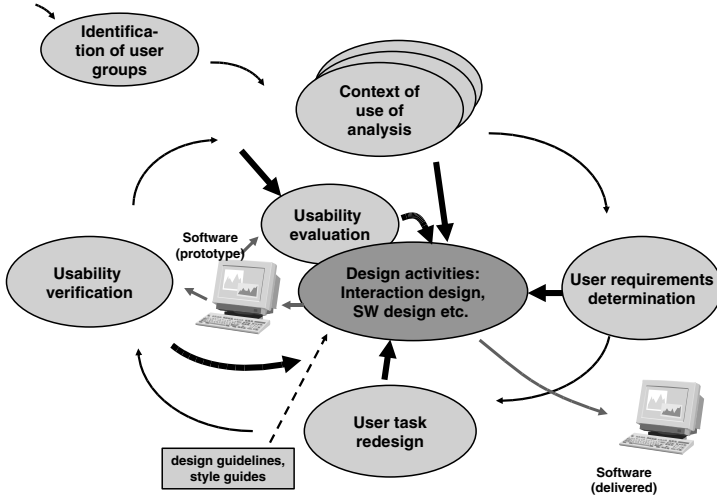 Identifica-
tion of user
groups
Context of
use of
analysis
Usability
evaluation
Software
(prototype)
Usability
verification
Design activities:
Interaction design,
SW design etc.
User requirements
determination
User task
redesign
design guidelines,
style guides
Software
(delivered)